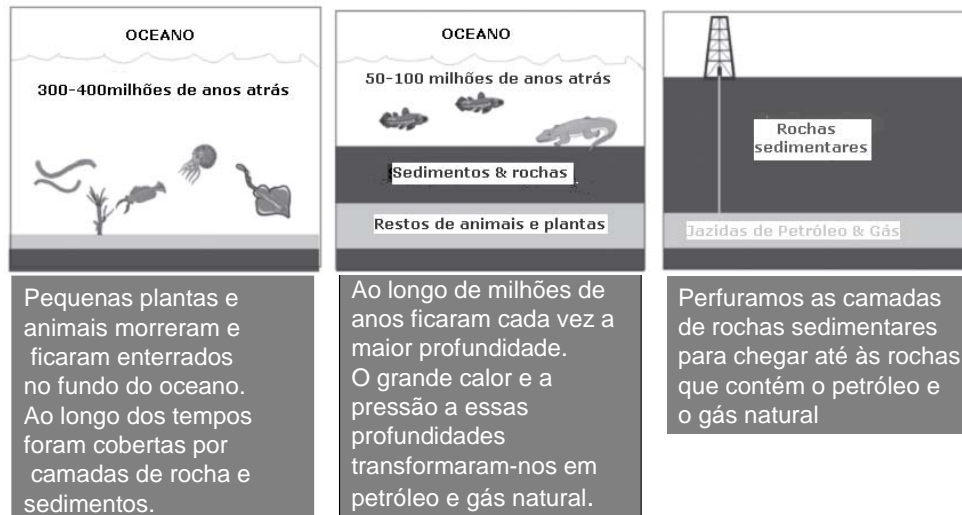 OCEANO
300-400milhões de anos atrás
Pequenas plantas e
animais morreram e
ficaram enterrados
no fundo do oceano.
Ao longo dos tempos
foram cobertas por
camadas de rocha e
sedimentos.
OCEANO
50-100 milhões de anos atrás
Sedimentos & rochas
Restos de animais e plantas
Ao longo de milhões de
anos ficaram cada vez a
maior profundidade.
O grande calor e a
pressão a essas
profundidades
transformaram-nos em
petróleo e gás natural.
Rochas
sedimentares
Jazidas de Petróleo & Gás
Perfuramos as camadas
de rochas sedimentares
para chegar até às rochas
que contém o petróleo e
o gás natural